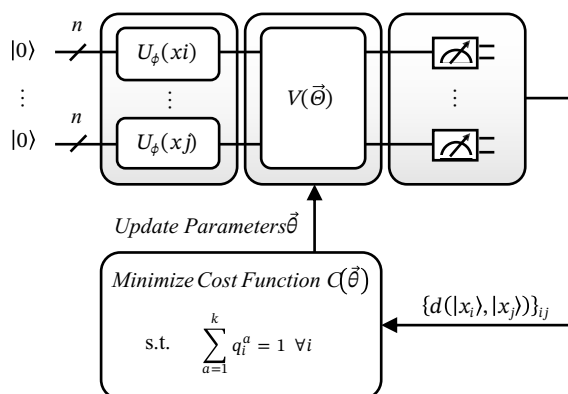 n
|0⟩ U_ϕ(xi)
⋮ ⋮ V(Θ⃗) ⋮
n
|0⟩ U_ϕ(xj)
Update Parameters θ⃗
Minimize Cost Function C(θ⃗)
s.t. ∑_{a=1}^{k} q_i^a = 1 ∀i
{d(|x_i⟩,|x_j⟩)}_{ij}